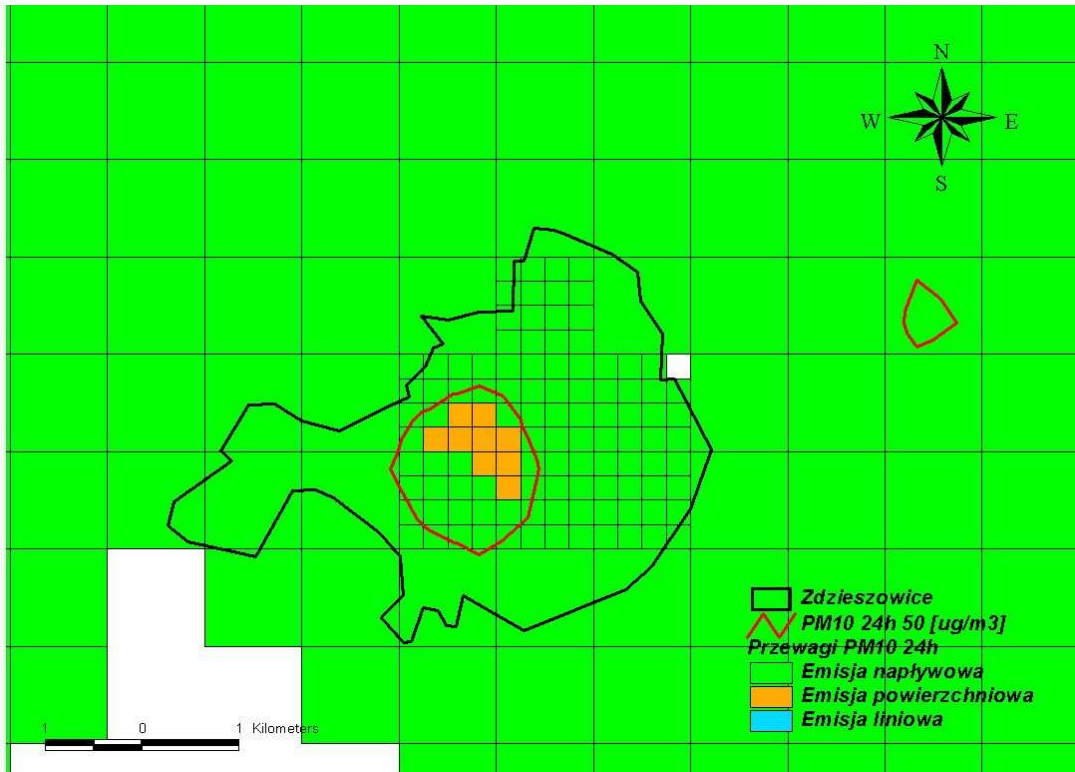 N
W E
S
Zdzieszowice
PM10 24h 50 [ug/m3]
Przewagi PM10 24h
Emisja napływowa
Emisja powierzchniowa
Emisja liniowa
1 0 1 Kilometers